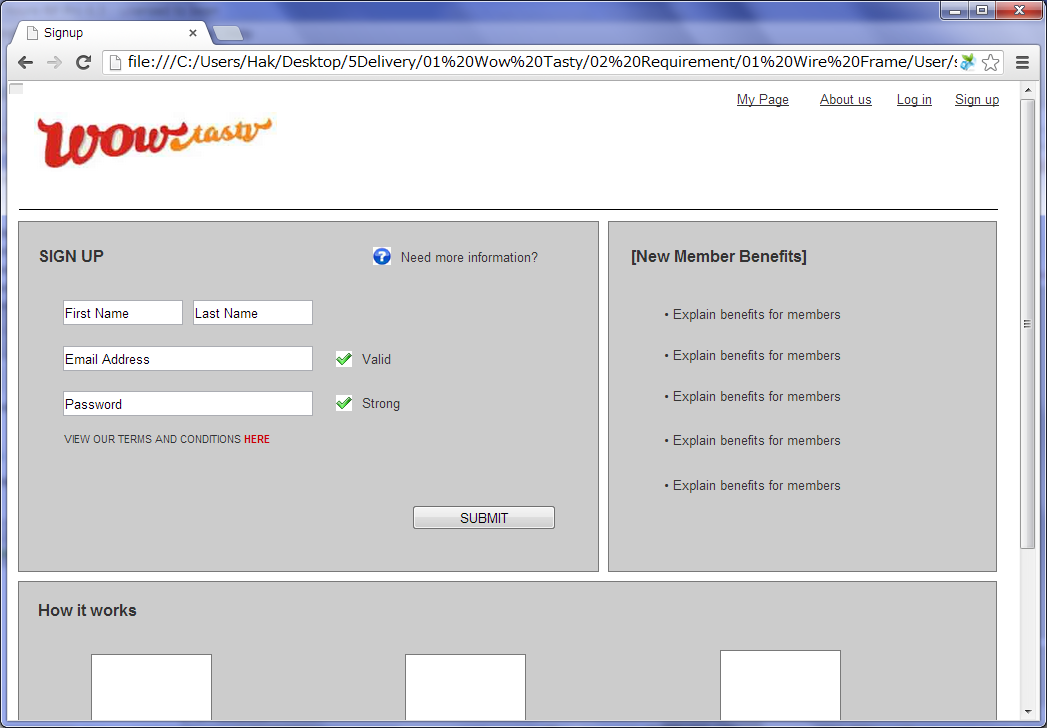 Signup
file:///C:/Users/Hak/Desktop/5Delivery/01%20Wow%20Tasty/02%20Requirement/01%20Wire%20Frame/User/s
My Page About us Log in Sign up
Wow tasty
SIGN UP
Need more information?
First Name Last Name
Email Address
Valid
Password
Strong
VIEW OUR TERMS AND CONDITIONS HERE
SUBMIT
[New Member Benefits]
• Explain benefits for members
• Explain benefits for members
• Explain benefits for members
• Explain benefits for members
• Explain benefits for members
How it works